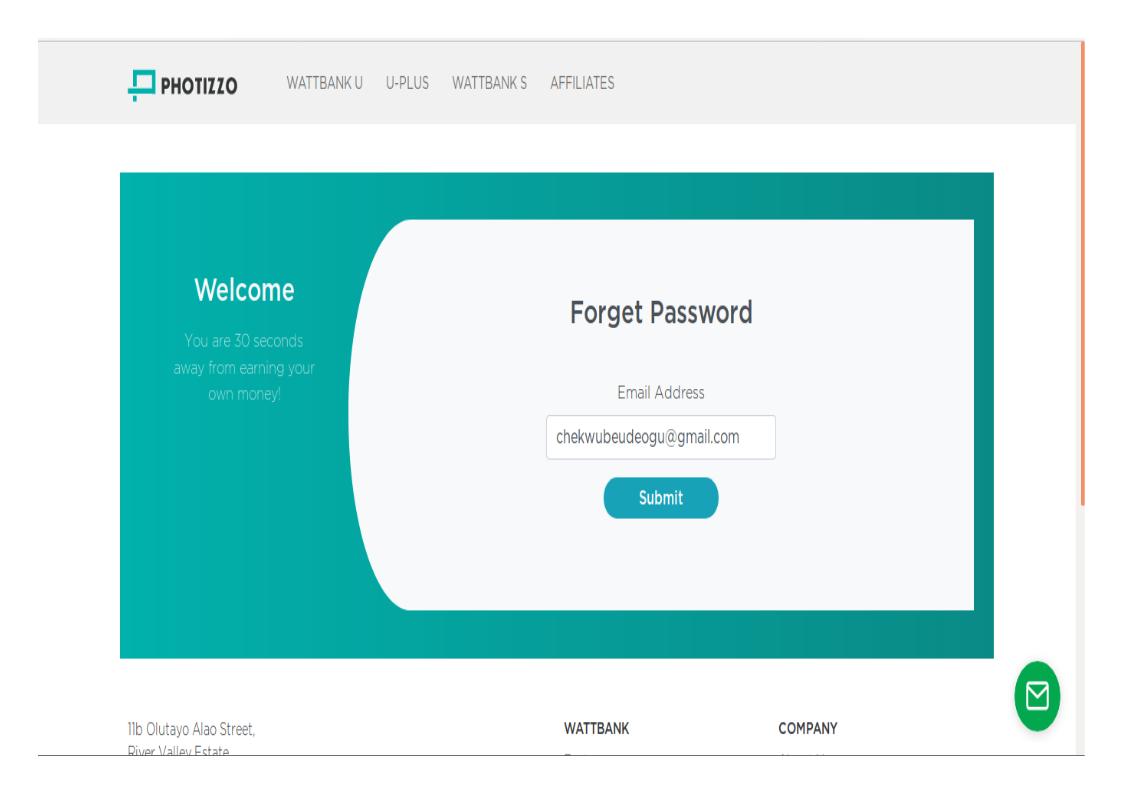 PHOTIZZO WATTBANK U U-PLUS WATTBANK S AFFILIATES
Welcome
You are 30 seconds
away from earning your
own money!
Forget Password
Email Address
chekwubeudeogu@gmail.com
Submit
11b Olutayo Alao Street,
River Valley Estate
WATTBANK
COMPANY